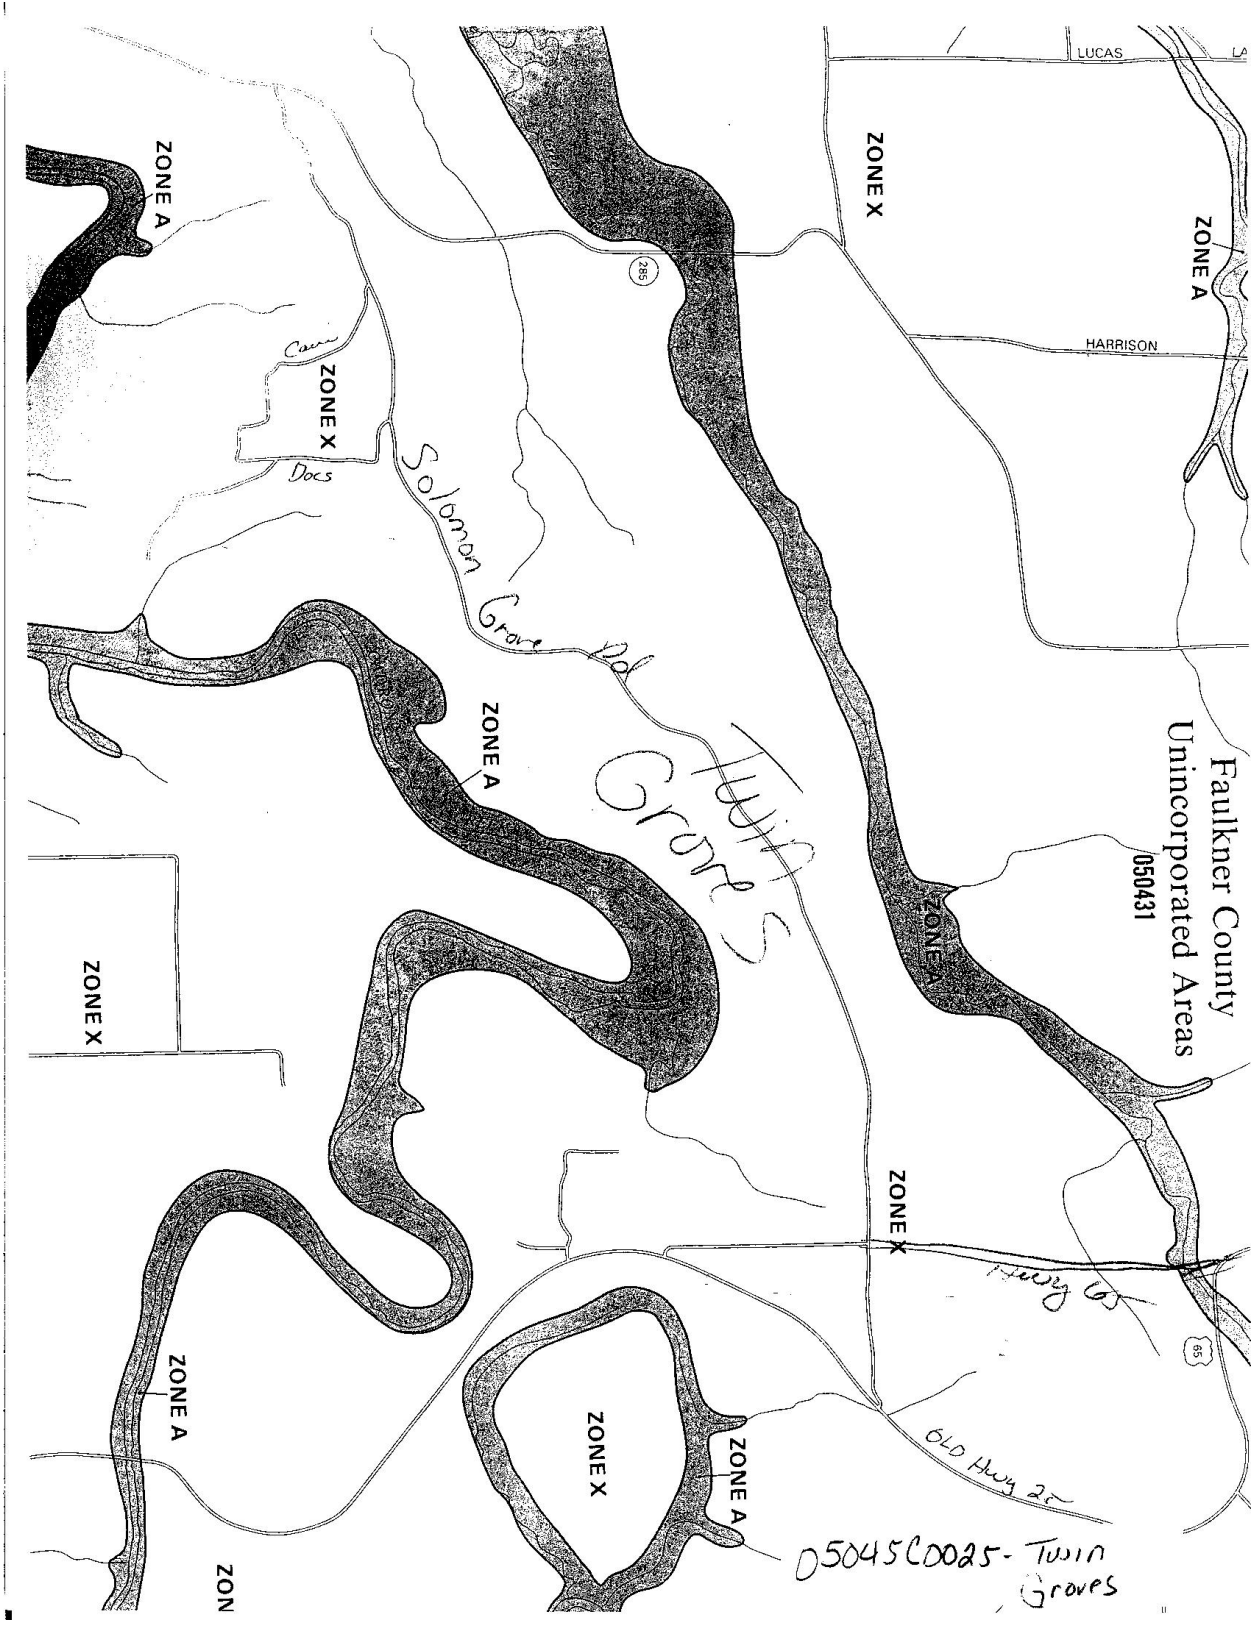 LUCAS
LA
ZONE X
ZONE A
ZONE A
285
HARRISON
ZONE X
Docs
Solomon Grove Rd
Faulkner County
Unincorporated Areas
050431
ZONE A
Twin
Groves
ZONE A
ZONE X
ZONE X
Hwy 65
65
ZONE A
ZONE X
ZONE A
OLD Hwy 25
ZON
05045C0025- Twin
Groves